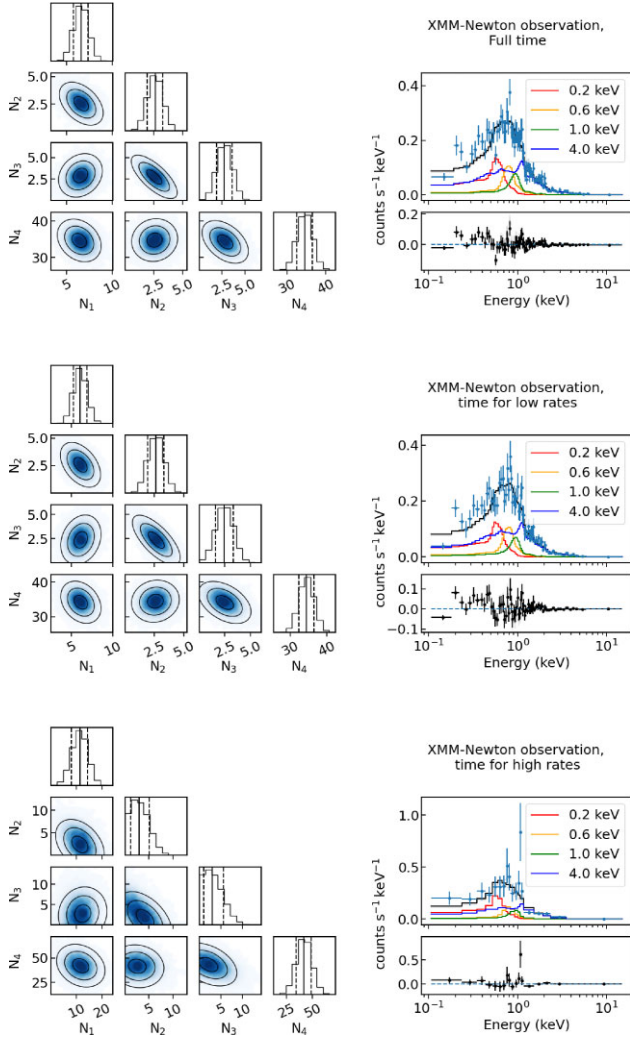 XMM-Newton observation,
Full time
N₂
5.0
2.5
N₃
5.0
2.5
N₄
40
30
5
10
N₁
2.5
5.0
N₂
2.5
5.0
N₃
30
40
N₄
counts s⁻¹ keV⁻¹
0.4
0.2
0.0
0.2 keV
0.6 keV
1.0 keV
4.0 keV
0.2
0.0
10⁻¹
10⁰
10¹
Energy (keV)
XMM-Newton observation,
time for low rates
N₂
5.0
2.5
N₃
5.0
2.5
0.0
N₄
40
30
5
10
N₁
2.5
5.0
N₂
2.5
5.0
N₃
30
40
N₄
counts s⁻¹ keV⁻¹
0.4
0.2
0.0
0.2 keV
0.6 keV
1.0 keV
4.0 keV
0.1
0.0
−0.1
10⁻¹
10⁰
10¹
Energy (keV)
XMM-Newton observation,
time for high rates
N₂
10
5
N₃
10
5
0
N₄
50
25
10
20
N₁
5
10
N₂
5
10
N₃
25
50
N₄
counts s⁻¹ keV⁻¹
1.0
0.5
0.0
0.2 keV
0.6 keV
1.0 keV
4.0 keV
0.5
0.0
10⁻¹
10⁰
10¹
Energy (keV)